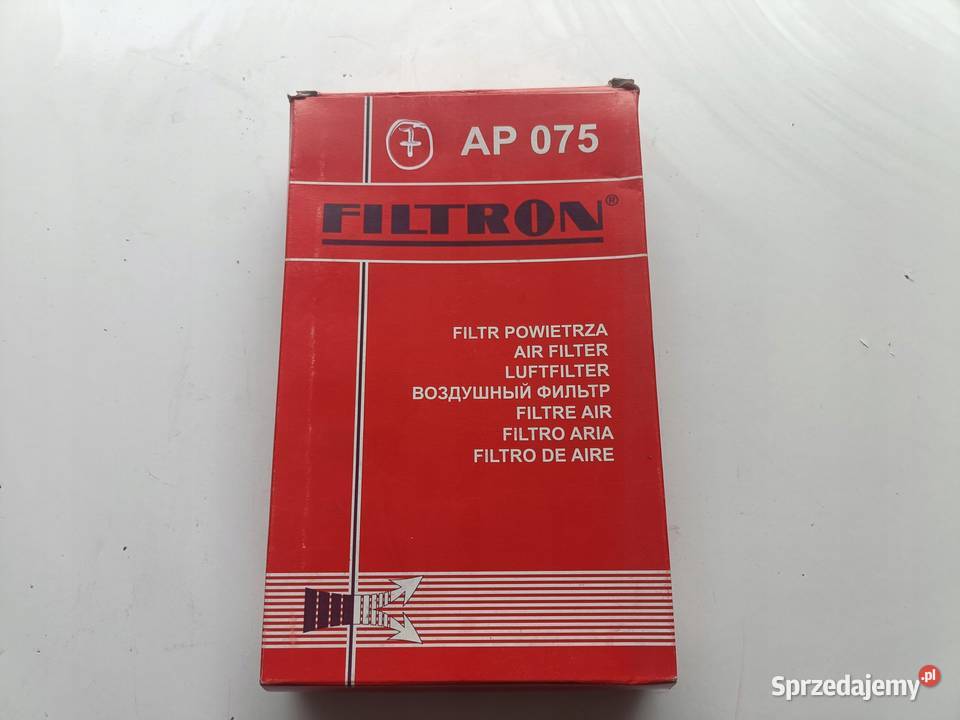 AP 075
FILTRON®
FILTR POWIETRZA
AIR FILTER
LUFTFILTER
ВОЗДУШНЫЙ ФИЛЬТР
FILTRE AIR
FILTRO ARIA
FILTRO DE AIRE
Sprzedajemy.pl